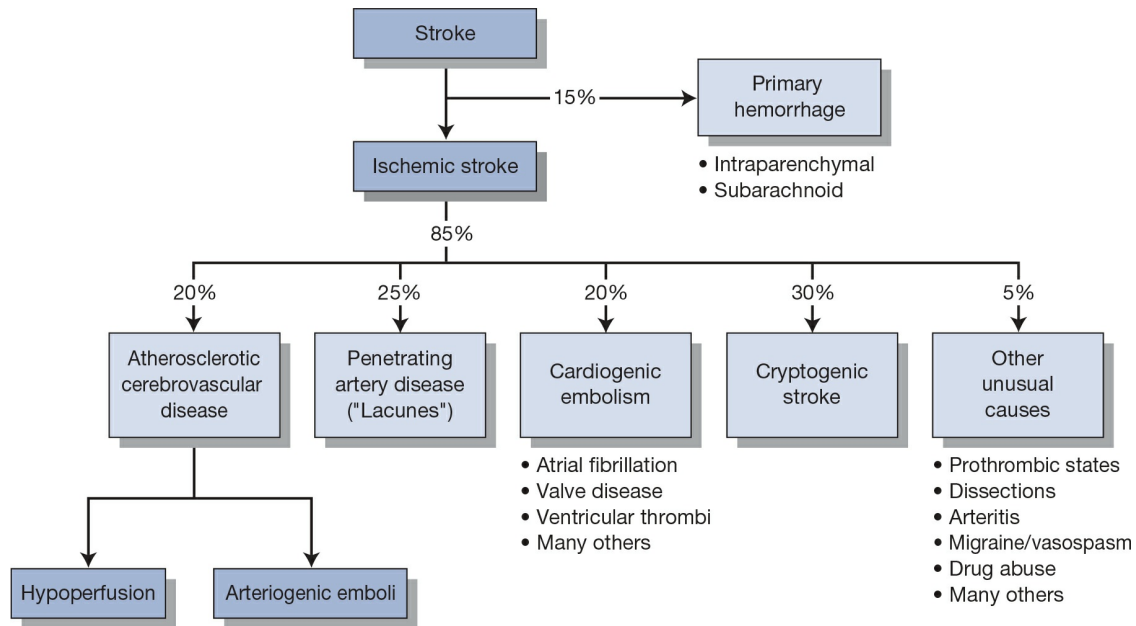 Stroke
15%
Primary
hemorrhage
• Intraparenchymal
• Subarachnoid
Ischemic stroke
85%
20%
25%
20%
30%
5%
Atherosclerotic
cerebrovascular
disease
Penetrating
artery disease
("Lacunes")
Cardiogenic
embolism
Cryptogenic
stroke
Other
unusual
causes
• Atrial fibrillation
• Valve disease
• Ventricular thrombi
• Many others
• Prothrombic states
• Dissections
• Arteritis
• Migraine/vasospasm
• Drug abuse
• Many others
Hypoperfusion
Arteriogenic emboli